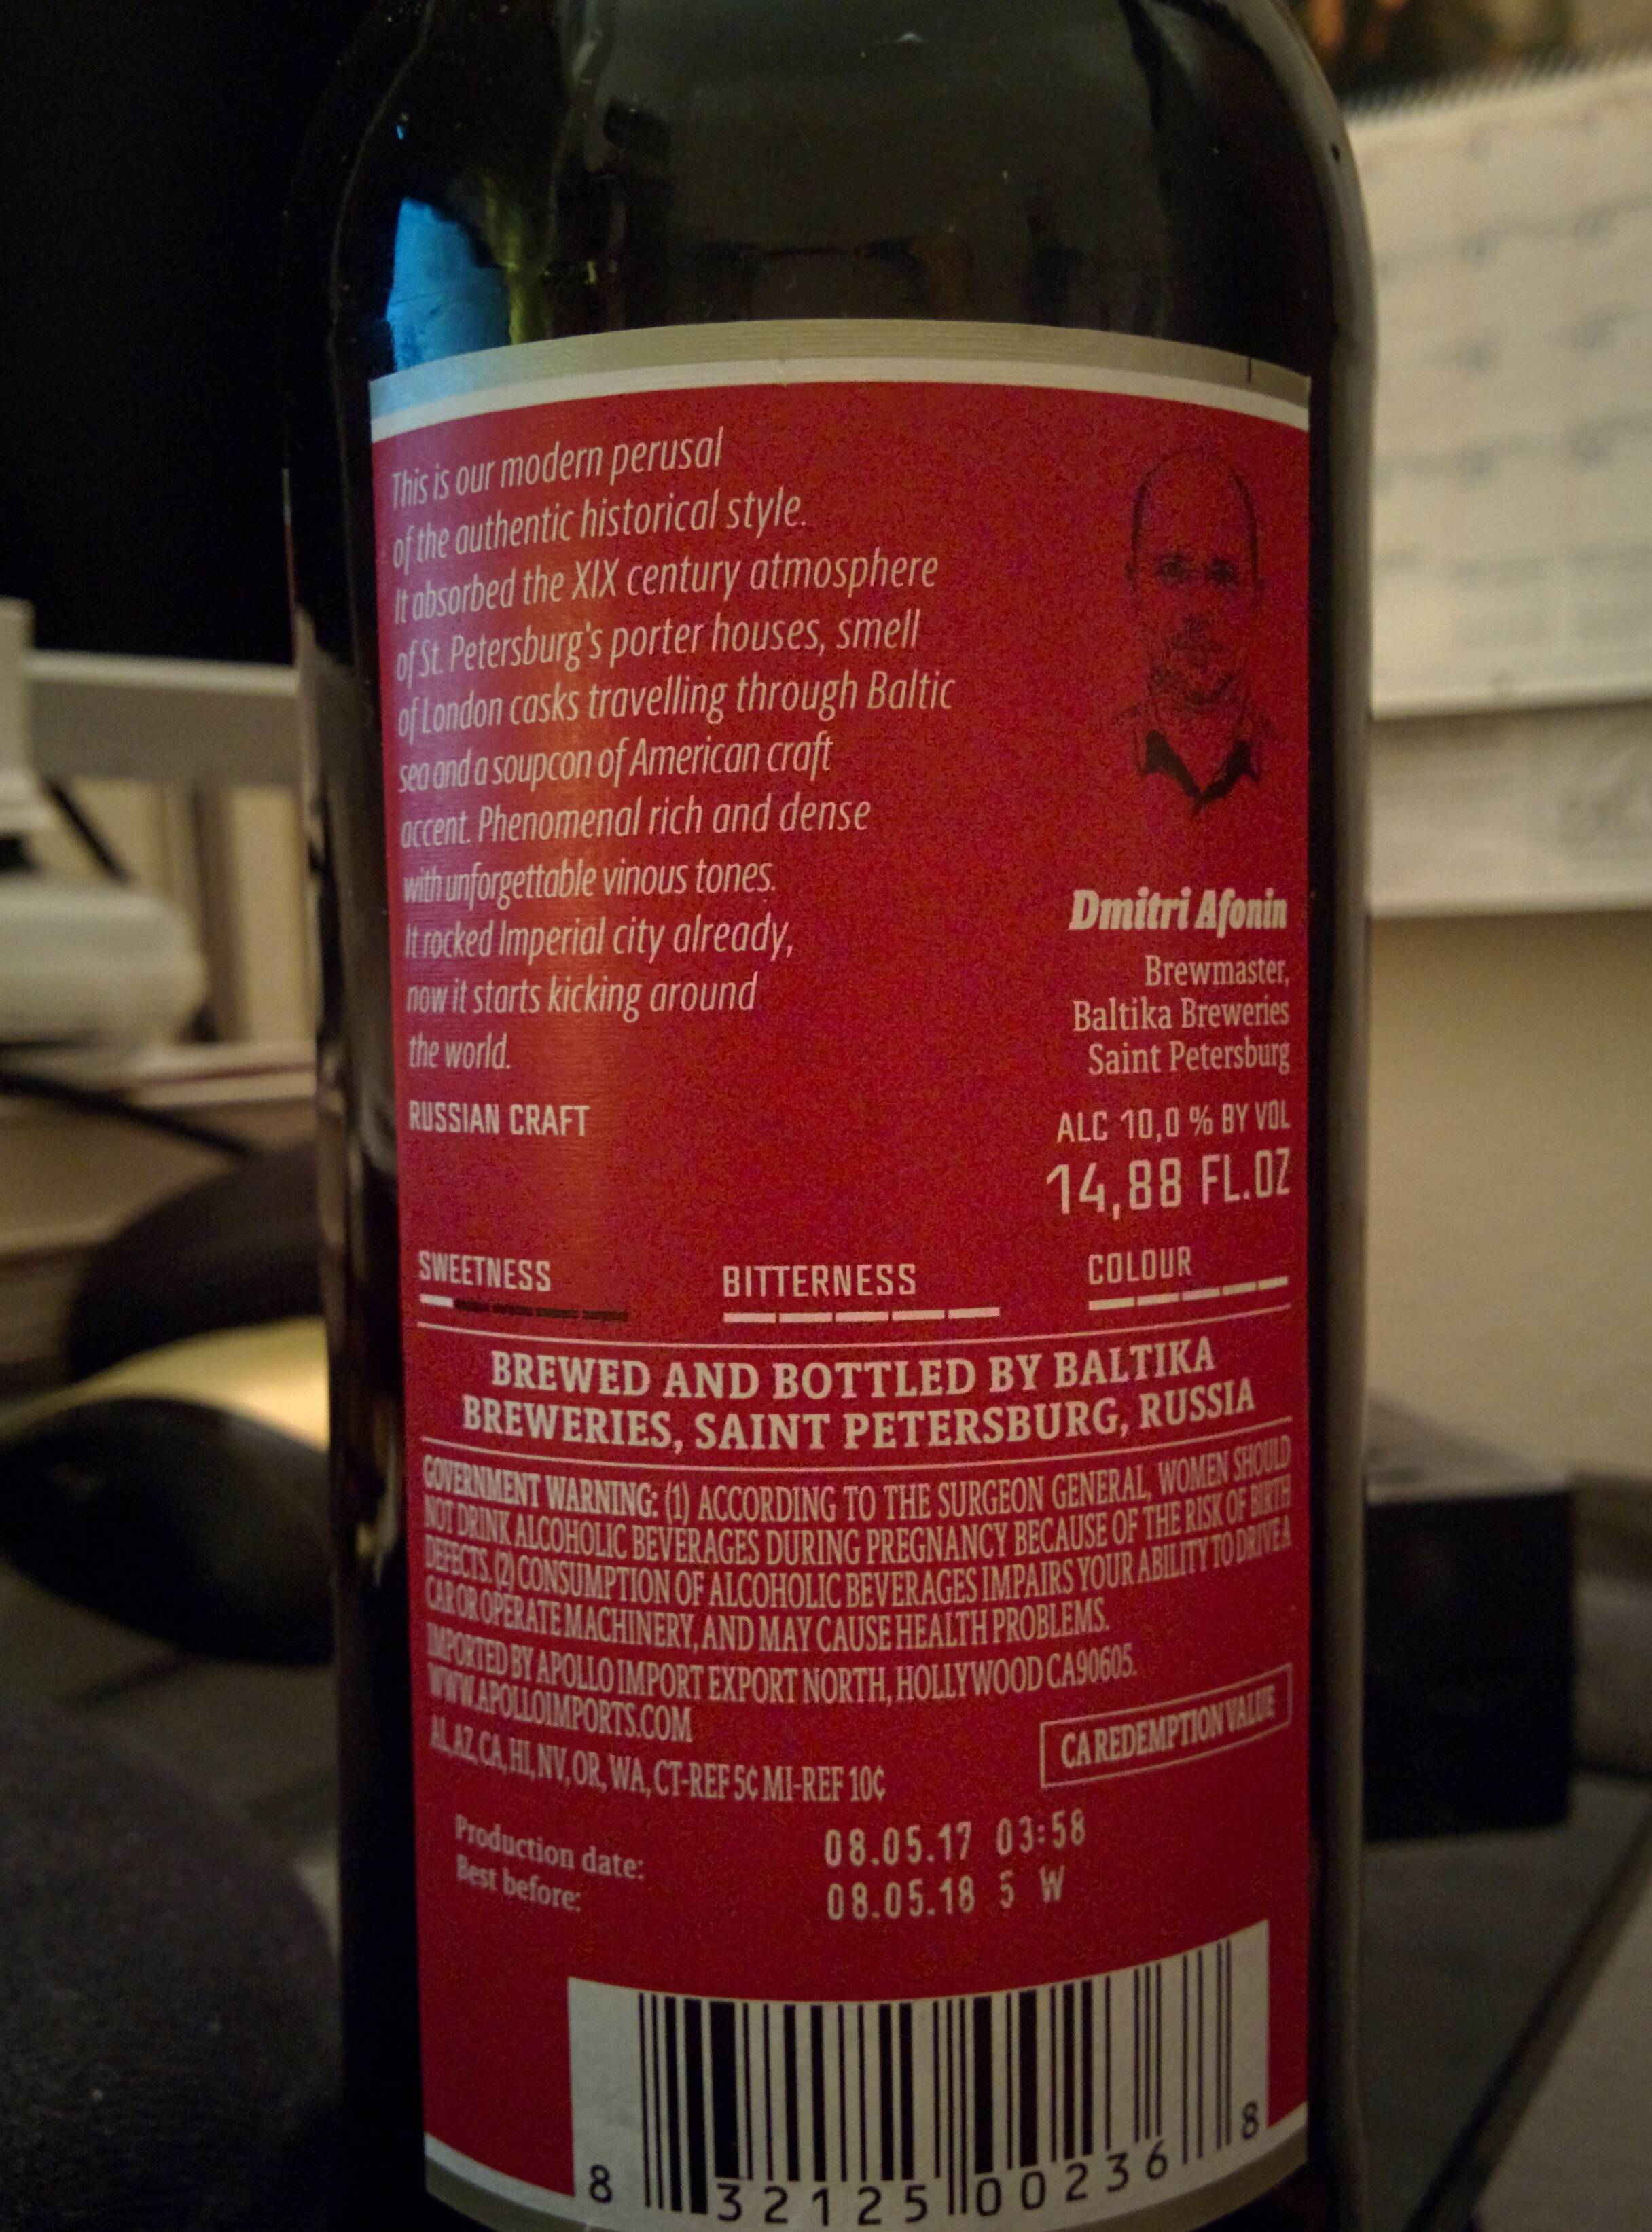 This is our modern perusal
of the authentic historical style.
It absorbed the XIX century atmosphere
of St. Petersburg's porter houses, smell
of London casks travelling through Baltic
sea and a soupcon of American craft
accent. Phenomenal rich and dense
with unforgettable vinous tones.
It rocked Imperial city already,
now it starts kicking around
the world.
RUSSIAN CRAFT
Dmitri Afonin
Brewmaster,
Baltika Breweries
Saint Petersburg
ALC 10,0 % BY VOL
14,88 FL.OZ
SWEETNESS
BITTERNESS
COLOUR
BREWED AND BOTTLED BY BALTIKA
BREWERIES, SAINT PETERSBURG, RUSSIA
GOVERNMENT WARNING: (1) ACCORDING TO THE SURGEON GENERAL, WOMEN SHOULD
NOT DRINK ALCOHOLIC BEVERAGES DURING PREGNANCY BECAUSE OF THE RISK OF BIRTH
DEFECTS. (2) CONSUMPTION OF ALCOHOLIC BEVERAGES IMPAIRS YOUR ABILITY TO DRIVE A
CAR OR OPERATE MACHINERY, AND MAY CAUSE HEALTH PROBLEMS.
IMPORTED BY APOLLO IMPORT EXPORT NORTH, HOLLYWOOD CA90605.
WWW.APOLLOIMPORTS.COM
AL, AZ, CA, HI, NV, OR, WA, CT-REF 5¢ MI-REF 10¢
CA REDEMPTION VALUE
Production date: 08.05.17 03:58
Best before: 08.05.18 5 W
8 32125 00236 8